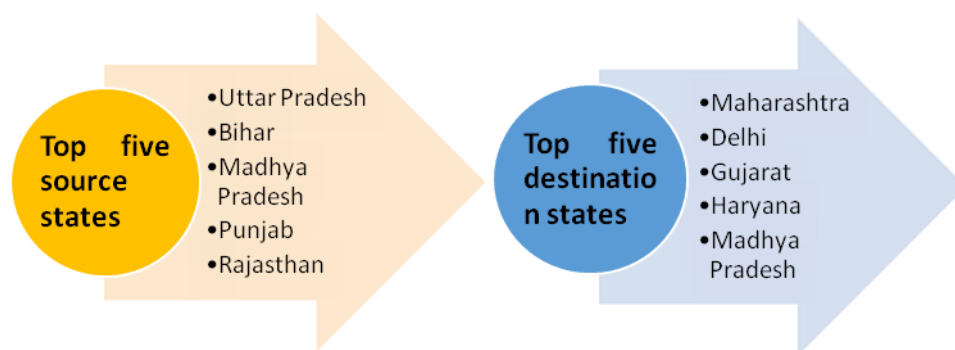 Top five
source
states
•Uttar Pradesh
•Bihar
•Madhya
Pradesh
•Punjab
•Rajasthan
Top five
destinatio
n states
•Maharashtra
•Delhi
•Gujarat
•Haryana
•Madhya
Pradesh